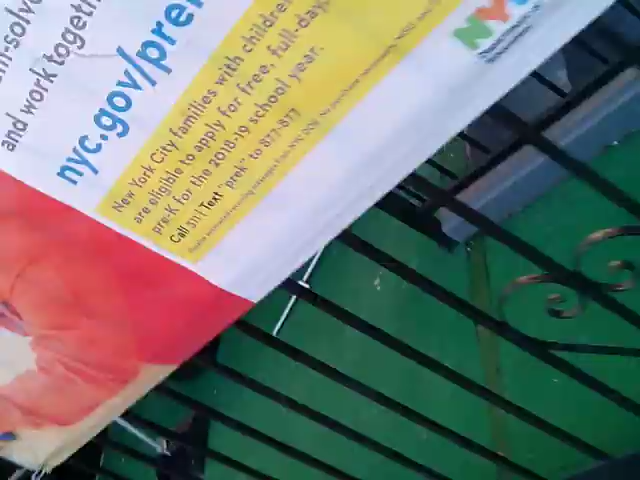 and work togeth
nyc.gov/prek
New York City families with children
are eligible to apply for free, full-day,
pre-K for the 2018-19 school year.
Call 311 | Text "prek" to 877-877
NYC